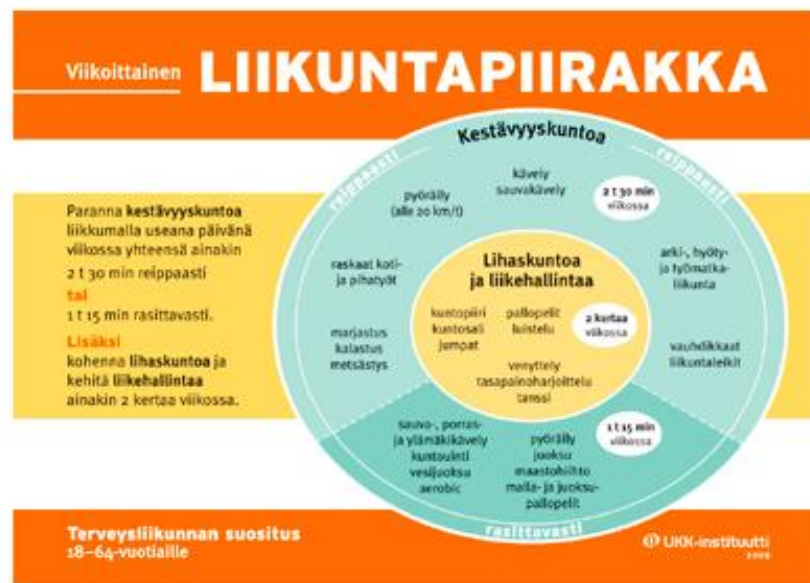 Viikoittainen LIIKUNTAPIIRAKKA
Paranna kestävyyskuntoa
liikkumalla useana päivänä
viikossa yhteensä ainakin
2 t 30 min reippaasti
tai
1 t 15 min rasittavasti.
Lisäksi
kohenna lihaskuntoa ja
kehitä liikehallintaa
ainakin 2 kertaa viikossa.
Kestävyyskuntoa
reippaasti
reippaasti
kävely
sauvakävely
2 t 30 min
viikossa
pyöräily
(alle 20 km/t)
raskaat koti-
ja pihatyöt
arki-, hyöty-
ja työmatka-
liikunta
marjastus
kalastus
metsästys
vauhdikkaat
liikuntaleikit
Lihaskuntoa
ja liikehallintaa
kuntopiiri
kuntosali
jumpat
pallopelit
luistelu
2 kertaa
viikossa
venyttely
tasapainoharjoittelu
tanssi
sauva-, porras-
ja ylämäkikävely
kuntouinti
vesijuoksu
aerobic
pyöräily
juoksu
maastohiihto
maila- ja juoksu-
pallopelit
1 t 15 min
viikossa
rasittavasti
Terveysliikunnan suositus
18–64-vuotiaille
UKK-instituutti
2009